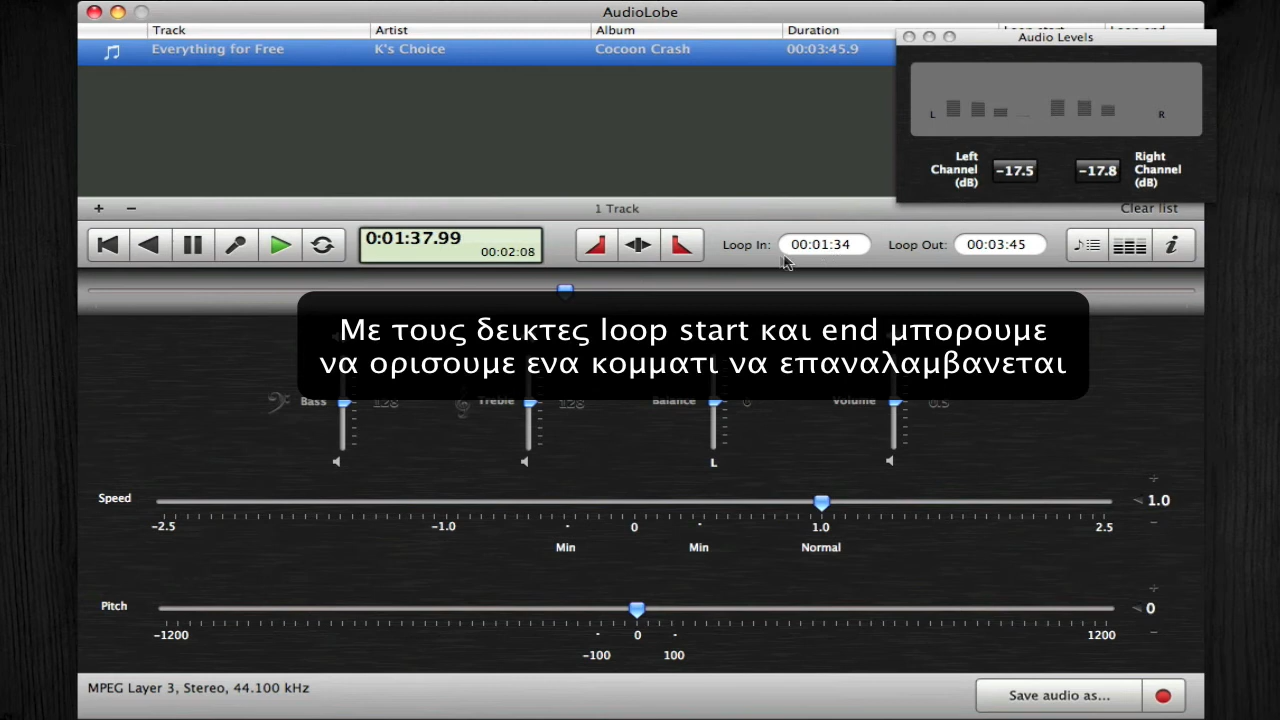 AudioLobe
Track Artist Album Duration
Everything for Free K's Choice Cocoon Crash 00:03:45.9
Audio Levels
L R
Left Channel (dB) -17.5 -17.8 Right Channel (dB)
+ − 1 Track Clear list
0:01:37.99
00:02:08
Loop In: 00:01:34 Loop Out: 00:03:45
Με τους δεικτες loop start και end μπορουμε
να ορισουμε ενα κομματι να επαναλαμβανεται
Bass 128 Treble 128 Balance 0 Volume 0.5
L
Speed 1.0
-2.5 -1.0 0 1.0 2.5
Min Min Normal
Pitch 0
-1200 0 1200
-100 100
MPEG Layer 3, Stereo, 44.100 kHz
Save audio as...